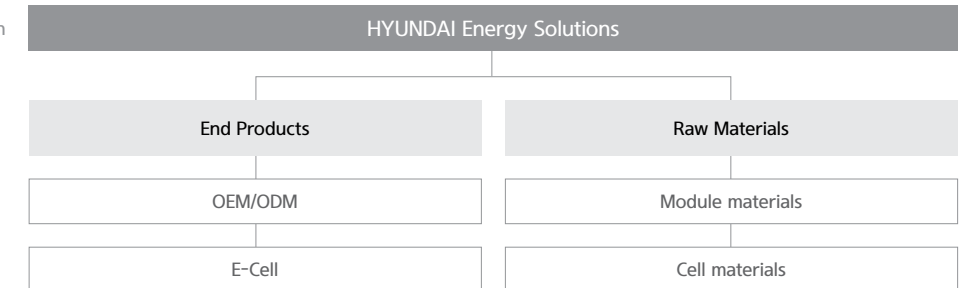 HYUNDAI Energy Solutions
End Products
Raw Materials
OEM/ODM
Module materials
E-Cell
Cell materials